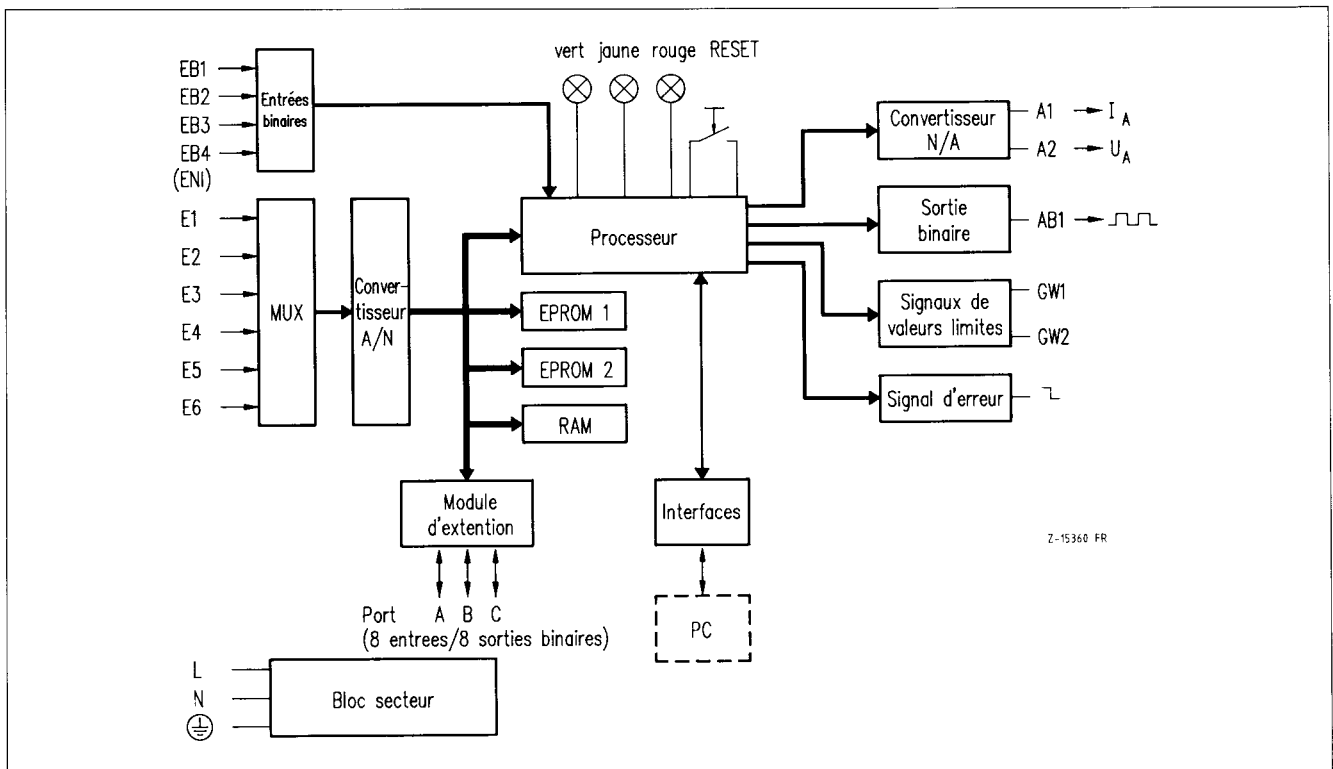 vert jaune rouge RESET
EB1
EB2
EB3
EB4
(ENI)
Entrées
binaires
E1
E2
E3
E4
E5
E6
MUX
Conver-
tisseur
A/N
Processeur
EPROM 1
EPROM 2
RAM
Module
d'extention
Port A B C
(8 entrees/8 sorties binaires)
Interfaces
PC
Convertisseur
N/A
A1 I A
A2 U A
Sortie
binaire
AB1
Signaux de
valeurs limites
GW1
GW2
Signal d'erreur
Z-15360 FR
L
N
Bloc secteur